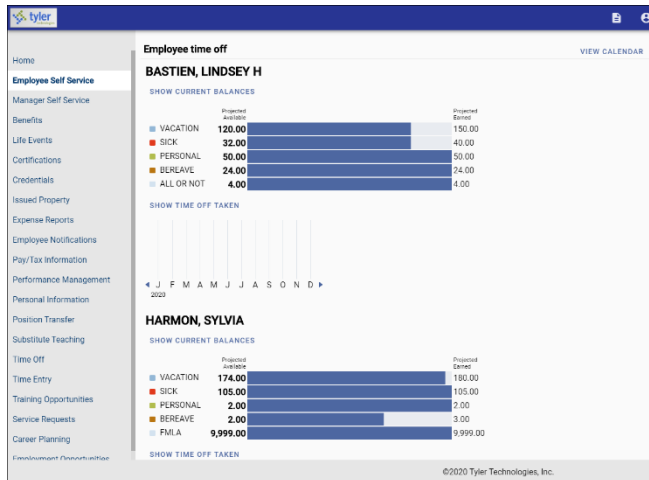 tyler
Home
Employee Self Service
Manager Self Service
Benefits
Life Events
Certifications
Credentials
Issued Property
Expense Reports
Employee Notifications
Pay/Tax Information
Performance Management
Personal Information
Position Transfer
Substitute Teaching
Time Off
Time Entry
Training Opportunities
Service Requests
Career Planning
Employment Opportunities
Employee time off
VIEW CALENDAR
BASTIEN, LINDSEY H
SHOW CURRENT BALANCES
Projected Available Projected Earned
VACATION 120.00 150.00
SICK 32.00 40.00
PERSONAL 50.00 50.00
BEREAVE 24.00 24.00
ALL OR NOT 4.00 4.00
SHOW TIME OFF TAKEN
J F M A M J J A S O N D
2020
HARMON, SYLVIA
SHOW CURRENT BALANCES
Projected Available Projected Earned
VACATION 174.00 180.00
SICK 105.00 105.00
PERSONAL 2.00 2.00
BEREAVE 2.00 3.00
FMLA 9,999.00 9,999.00
SHOW TIME OFF TAKEN
©2020 Tyler Technologies, Inc.